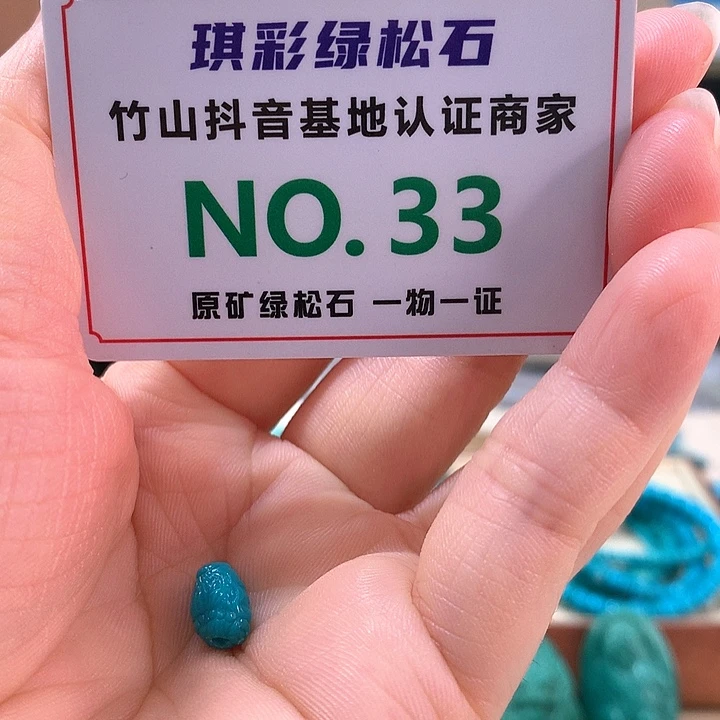 琪彩绿松石
竹山抖音基地认证商家
NO.33
原矿绿松石 一物一证